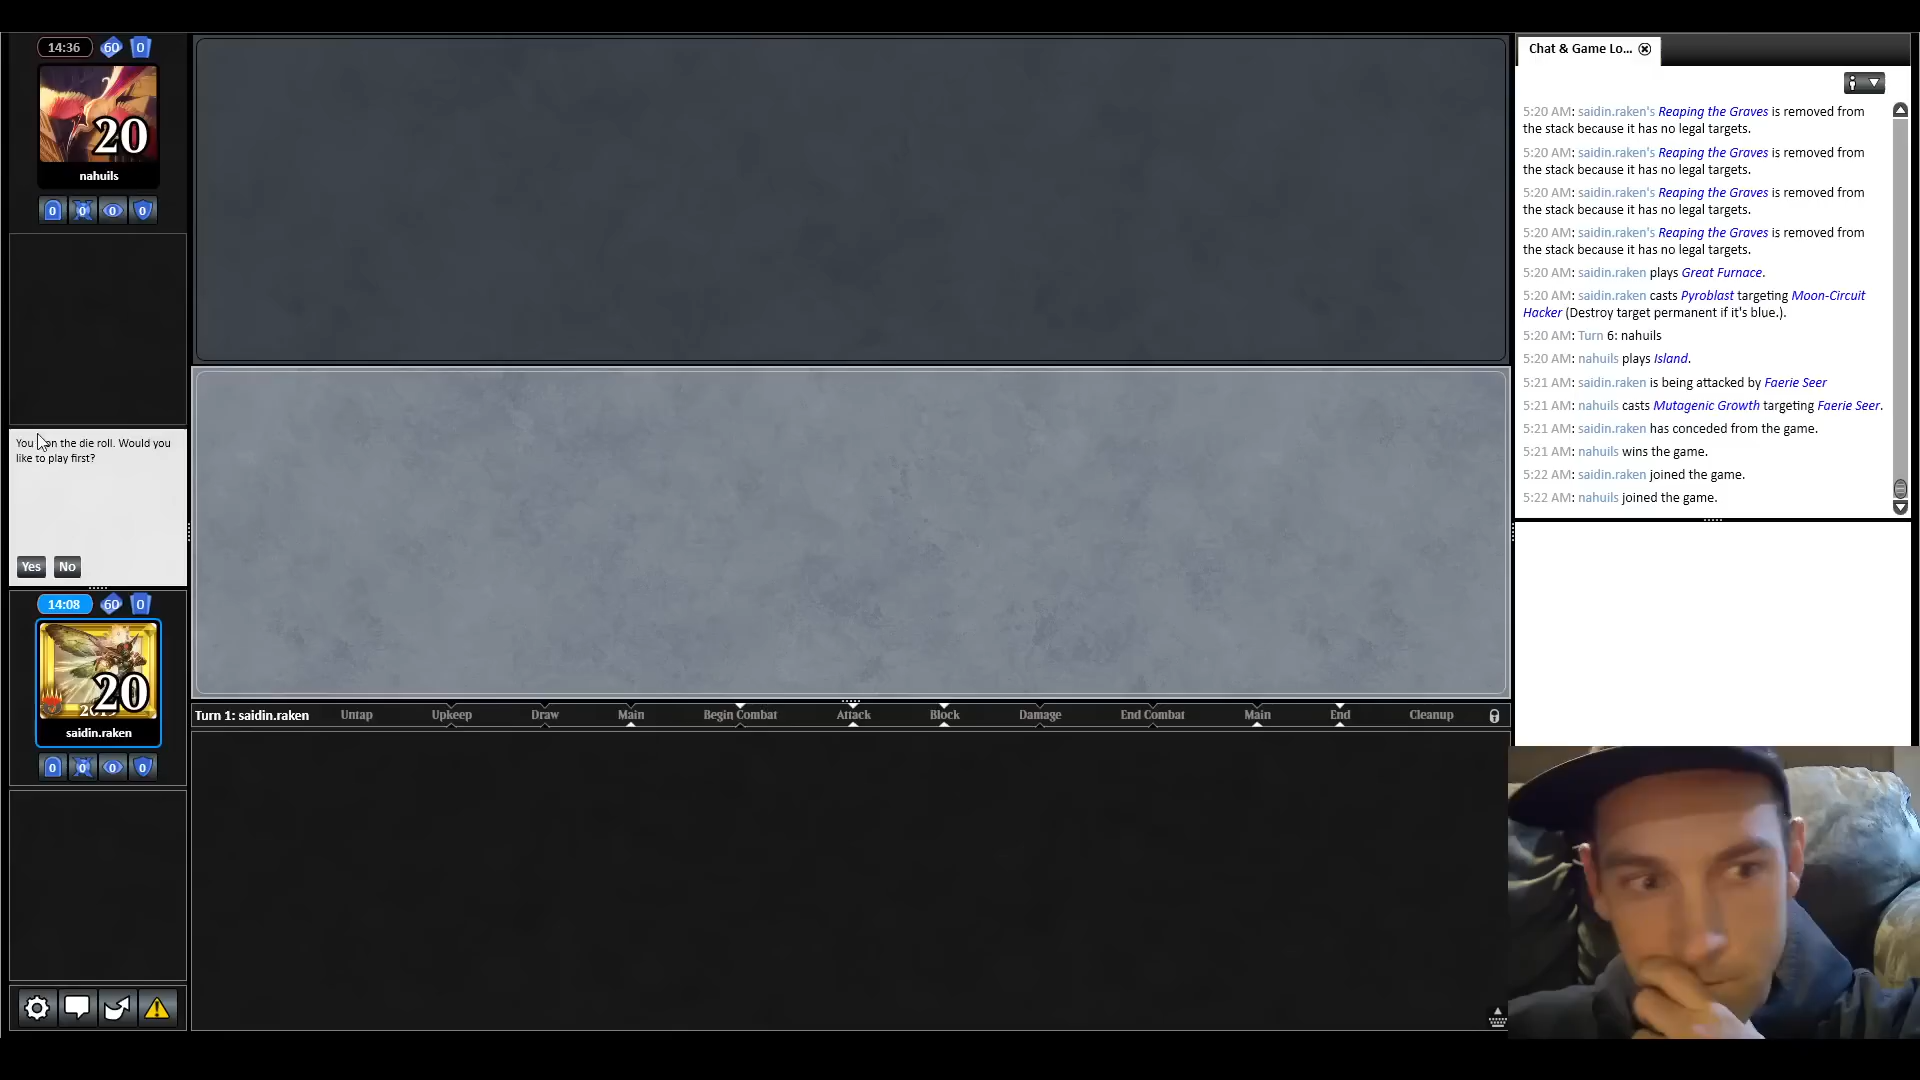 14:36 60 0
20
nahuils
0 0 0 0
You on the die roll. Would you
like to play first?
Yes No
14:08 60 0
20
saidin.raken
0 0 0 0
Turn 1: saidin.raken Untap Upkeep Draw Main Begin Combat Attack Block Damage End Combat Main End Cleanup
Chat & Game Lo...
5:20 AM: saidin.raken's Reaping the Graves is removed from
the stack because it has no legal targets.
5:20 AM: saidin.raken's Reaping the Graves is removed from
the stack because it has no legal targets.
5:20 AM: saidin.raken's Reaping the Graves is removed from
the stack because it has no legal targets.
5:20 AM: saidin.raken's Reaping the Graves is removed from
the stack because it has no legal targets.
5:20 AM: saidin.raken plays Great Furnace.
5:20 AM: saidin.raken casts Pyroblast targeting Moon-Circuit
Hacker (Destroy target permanent if it's blue.).
5:20 AM: Turn 6: nahuils
5:20 AM: nahuils plays Island.
5:21 AM: saidin.raken is being attacked by Faerie Seer
5:21 AM: nahuils casts Mutagenic Growth targeting Faerie Seer.
5:21 AM: saidin.raken has conceded from the game.
5:21 AM: nahuils wins the game.
5:22 AM: saidin.raken joined the game.
5:22 AM: nahuils joined the game.